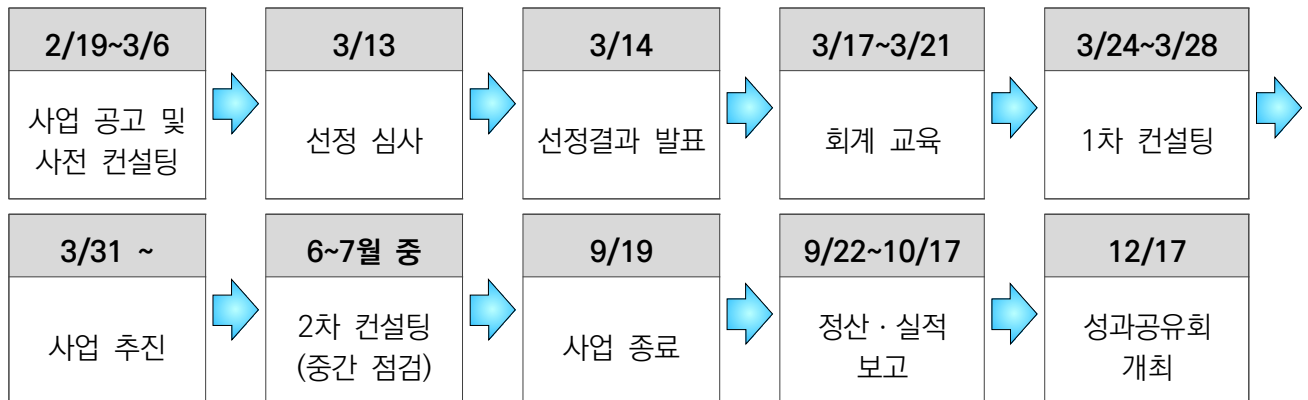 2/19~3/6
사업 공고 및
사전 컨설팅
3/13
선정 심사
3/14
선정결과 발표
3/17~3/21
회계 교육
3/24~3/28
1차 컨설팅
3/31 ~
사업 추진
6~7월 중
2차 컨설팅
(중간 점검)
9/19
사업 종료
9/22~10/17
정산 · 실적
보고
12/17
성과공유회
개최